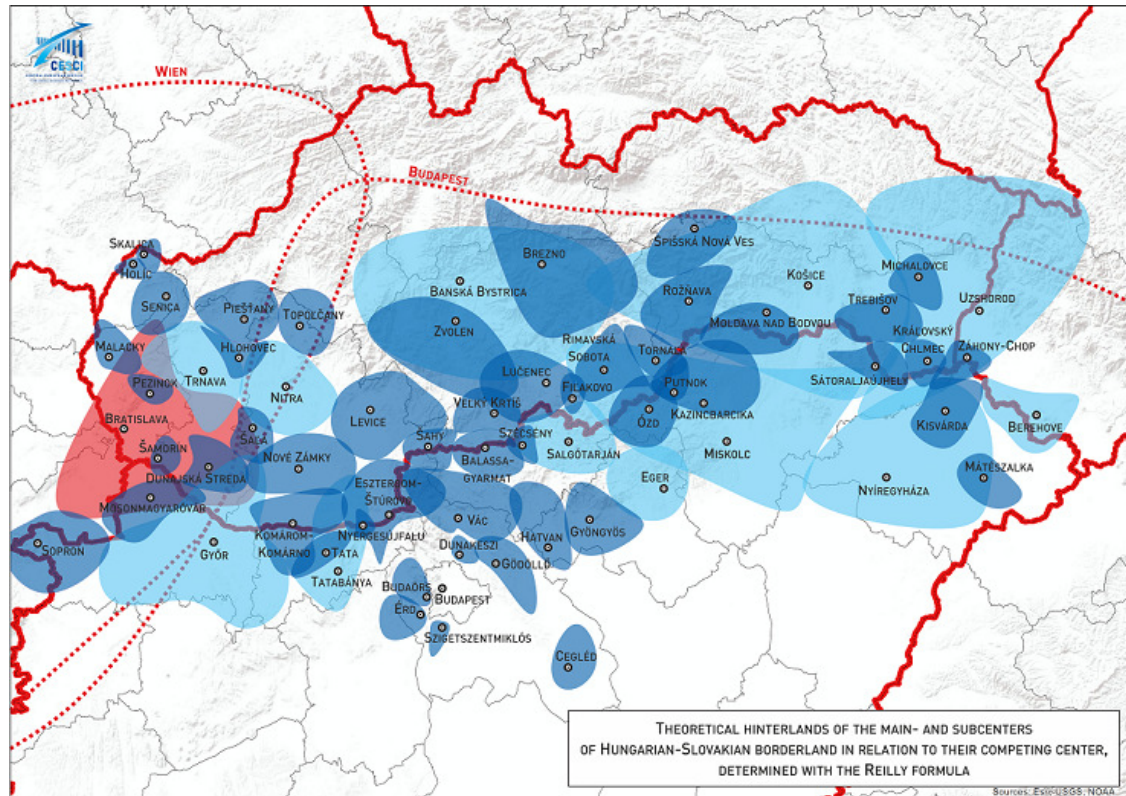 CESCI
WIEN
BUDAPEST
SKALICA
HOLÍC
SENICA
PIEŠŤANY
TOPOĽČANY
MALACKY
HLOHOVEC
TRNAVA
PEZINOK
NITRA
BRATISLAVA
ŠAMORÍN
ŠAĽA
DUNAJSKÁ STREDA
NOVÉ ZÁMKY
MOSONMAGYARÓVÁR
SOPRON
GYŐR
KOMÁROM-
KOMÁRNO
TATA
TATABÁNYA
LEVICE
ESZTERGOM-
ŠTÚROVO
NYERGESÚJFALU
ŠAHY
BALASSA-
GYARMAT
SZÉCSÉNY
VEĽKÝ KRTÍŠ
VÁC
DUNAKESZI
GÖDÖLLŐ
HATVAN
GYÖNGYÖS
BUDAÖRS
BUDAPEST
ÉRD
SZIGETSZENTMIKLÓS
CEGLÉD
BREZNO
BANSKÁ BYSTRICA
ZVOLEN
LUČENEC
RIMAVSKÁ
SOBOTA
FIĽAKOVO
SALGÓTARJÁN
EGER
SPIŠSKÁ NOVÁ VES
ROŽŇAVA
TORNAĽA
PUTNOK
ÓZD
KAZINCBARCIKA
MISKOLC
MOLDAVA NAD BODVOU
KOŠICE
MICHALOVCE
TREBIŠOV
UZSHOROD
KRÁĽOVSKÝ
CHLMEC
ZÁHONY-CHOP
SÁTORALJAÚJHELY
KISVÁRDA
BEREHOVE
NYÍREGYHÁZA
MÁTÉSZALKA
THEORETICAL HINTERLANDS OF THE MAIN- AND SUBCENTERS
OF HUNGARIAN-SLOVAKIAN BORDERLAND IN RELATION TO THEIR COMPETING CENTER,
DETERMINED WITH THE REILLY FORMULA
Sources: Esri, USGS, NOAA